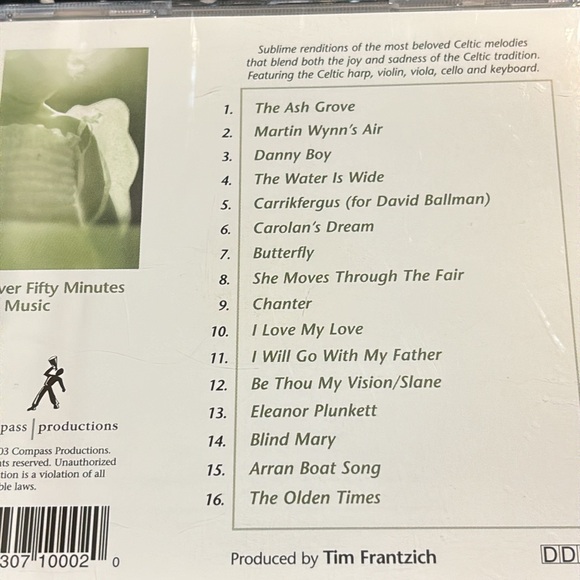 Sublime renditions of the most beloved Celtic melodies
that blend both the joy and sadness of the Celtic tradition.
Featuring the Celtic harp, violin, viola, cello and keyboard.
1. The Ash Grove
2. Martin Wynn's Air
3. Danny Boy
4. The Water Is Wide
5. Carrikfergus (for David Ballman)
6. Carolan's Dream
7. Butterfly
8. She Moves Through The Fair
9. Chanter
10. I Love My Love
11. I Will Go With My Father
12. Be Thou My Vision/Slane
13. Eleanor Plunkett
14. Blind Mary
15. Arran Boat Song
16. The Olden Times
Produced by Tim Frantzich
DD
ver Fifty Minutes
Music
pass productions
03 Compass Productions.
ts reserved. Unauthorized
tion is a violation of all
ble laws.
307 10002 0